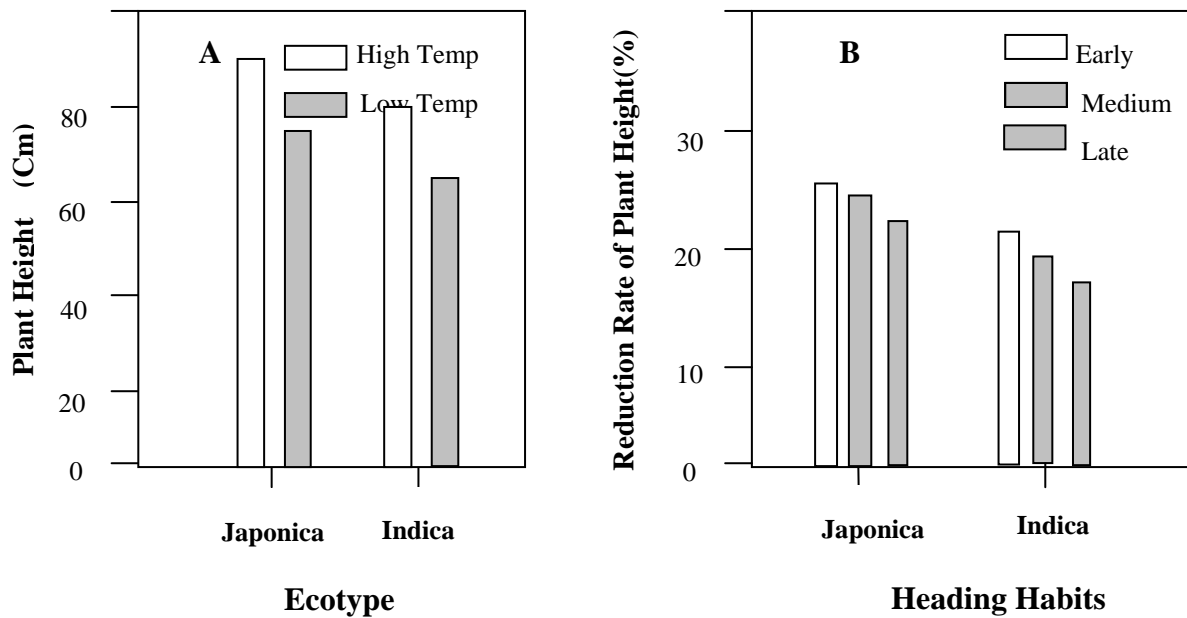 A
High Temp
Low Temp
Plant Height (Cm)
80
60
40
20
0
Japonica Indica
Ecotype
B
Early
Medium
Late
Reduction Rate of Plant Height(%)
30
20
10
0
Japonica Indica
Heading Habits